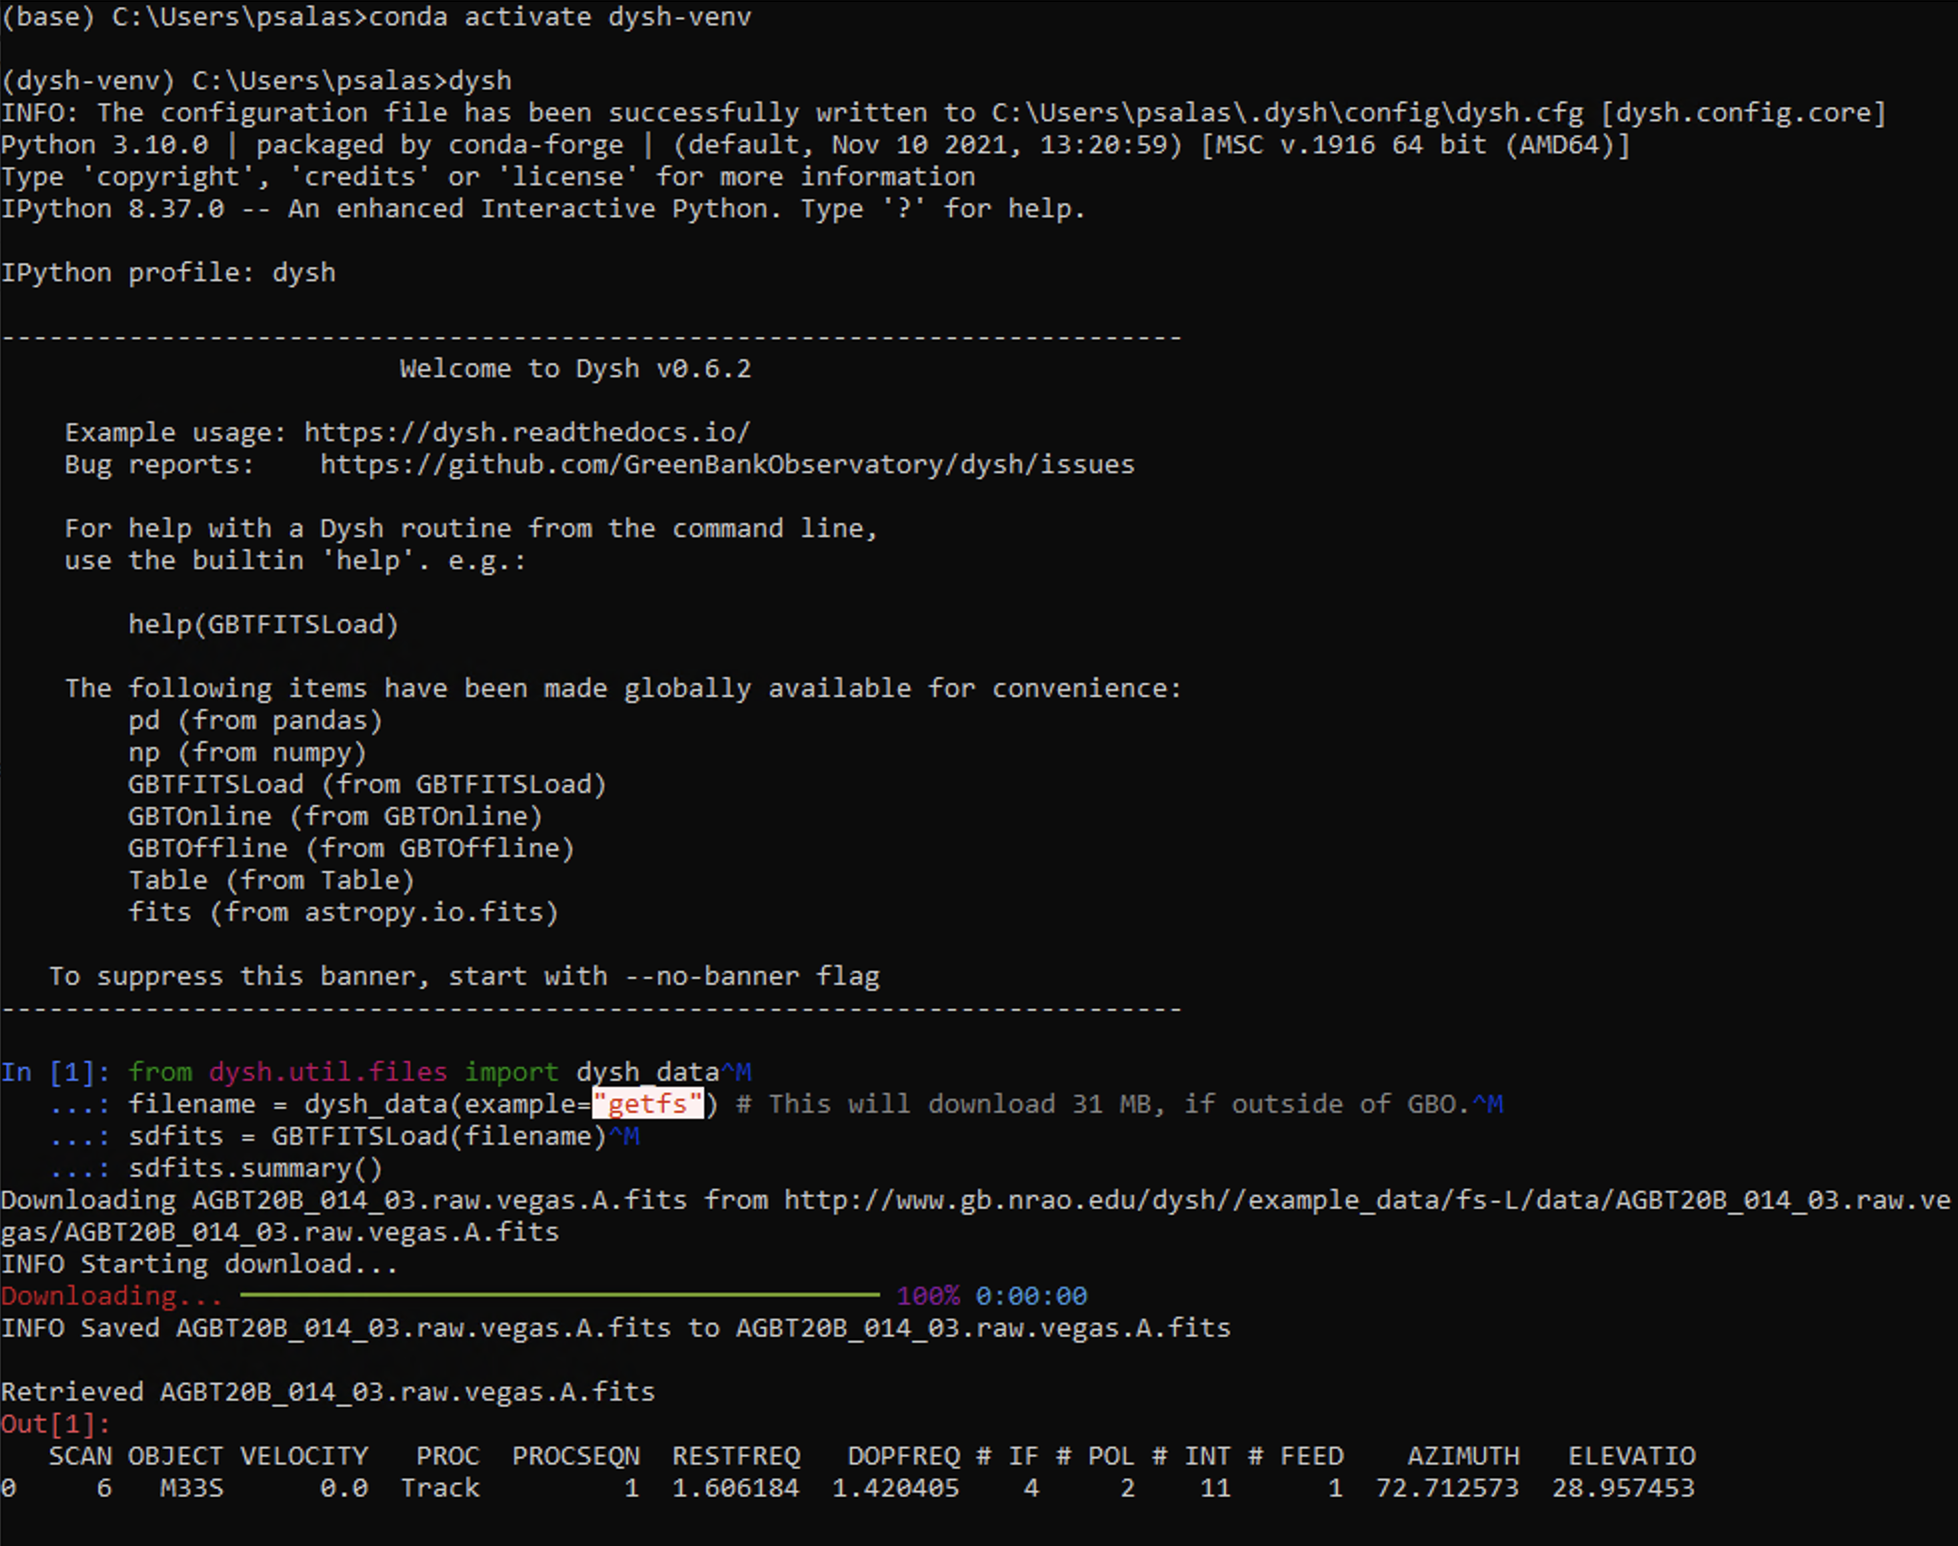 (base) C:\Users\psalas>conda activate dysh-venv
(dysh-venv) C:\Users\psalas>dysh
INFO: The configuration file has been successfully written to C:\Users\psalas\.dysh\config\dysh.cfg [dysh.config.core]
Python 3.10.0 | packaged by conda-forge | (default, Nov 10 2021, 13:20:59) [MSC v.1916 64 bit (AMD64)]
Type 'copyright', 'credits' or 'license' for more information
IPython 8.37.0 -- An enhanced Interactive Python. Type '?' for help.
IPython profile: dysh
--------------------------------------------------------------------------
Welcome to Dysh v0.6.2
Example usage: https://dysh.readthedocs.io/
Bug reports:    https://github.com/GreenBankObservatory/dysh/issues
For help with a Dysh routine from the command line,
use the builtin 'help'. e.g.:
help(GBTFITSLoad)
The following items have been made globally available for convenience:
pd (from pandas)
np (from numpy)
GBTFITSLoad (from GBTFITSLoad)
GBTOnline (from GBTOnline)
GBTOffline (from GBTOffline)
Table (from Table)
fits (from astropy.io.fits)
To suppress this banner, start with --no-banner flag
--------------------------------------------------------------------------
In [1]: from dysh.util.files import dysh_data^M
...: filename = dysh_data(example="getfs") # This will download 31 MB, if outside of GBO.^M
...: sdfits = GBTFITSLoad(filename)^M
...: sdfits.summary()
Downloading AGBT20B_014_03.raw.vegas.A.fits from http://www.gb.nrao.edu/dysh//example_data/fs-L/data/AGBT20B_014_03.raw.ve
gas/AGBT20B_014_03.raw.vegas.A.fits
INFO Starting download...
Downloading... 100% 0:00:00
INFO Saved AGBT20B_014_03.raw.vegas.A.fits to AGBT20B_014_03.raw.vegas.A.fits
Retrieved AGBT20B_014_03.raw.vegas.A.fits
Out[1]:
SCAN OBJECT VELOCITY   PROC  PROCSEQN  RESTFREQ   DOPFREQ # IF # POL # INT # FEED    AZIMUTH   ELEVATIO
0     6   M33S      0.0  Track         1  1.606184  1.420405    4     2    11      1  72.712573  28.957453